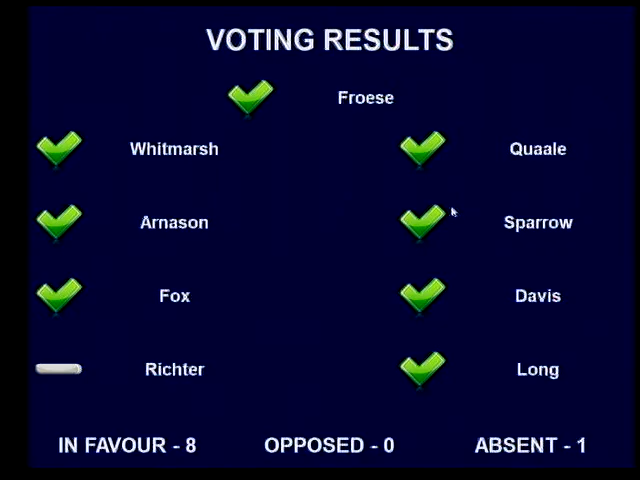 VOTING RESULTS
Froese
Whitmarsh Quaale
Arnason Sparrow
Fox Davis
Richter Long
IN FAVOUR - 8 OPPOSED - 0 ABSENT - 1